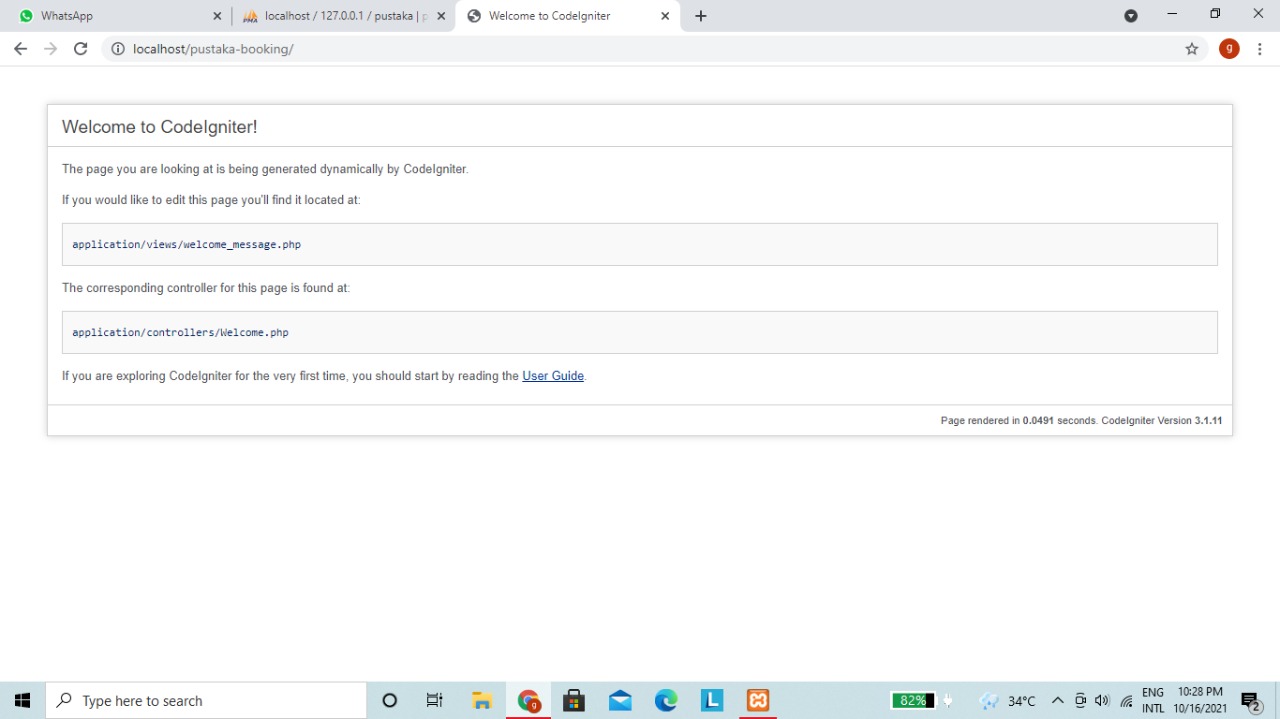 WhatsApp
localhost / 127.0.0.1 / pustaka | p
Welcome to CodeIgniter
localhost/pustaka-booking/
g
Welcome to CodeIgniter!
The page you are looking at is being generated dynamically by CodeIgniter.
If you would like to edit this page you'll find it located at:
application/views/welcome_message.php
The corresponding controller for this page is found at:
application/controllers/Welcome.php
If you are exploring CodeIgniter for the very first time, you should start by reading the User Guide.
Page rendered in 0.0491 seconds. CodeIgniter Version 3.1.11
Type here to search
g
L
82%
34°C
ENG
INTL
10:28 PM
10/16/2021
2